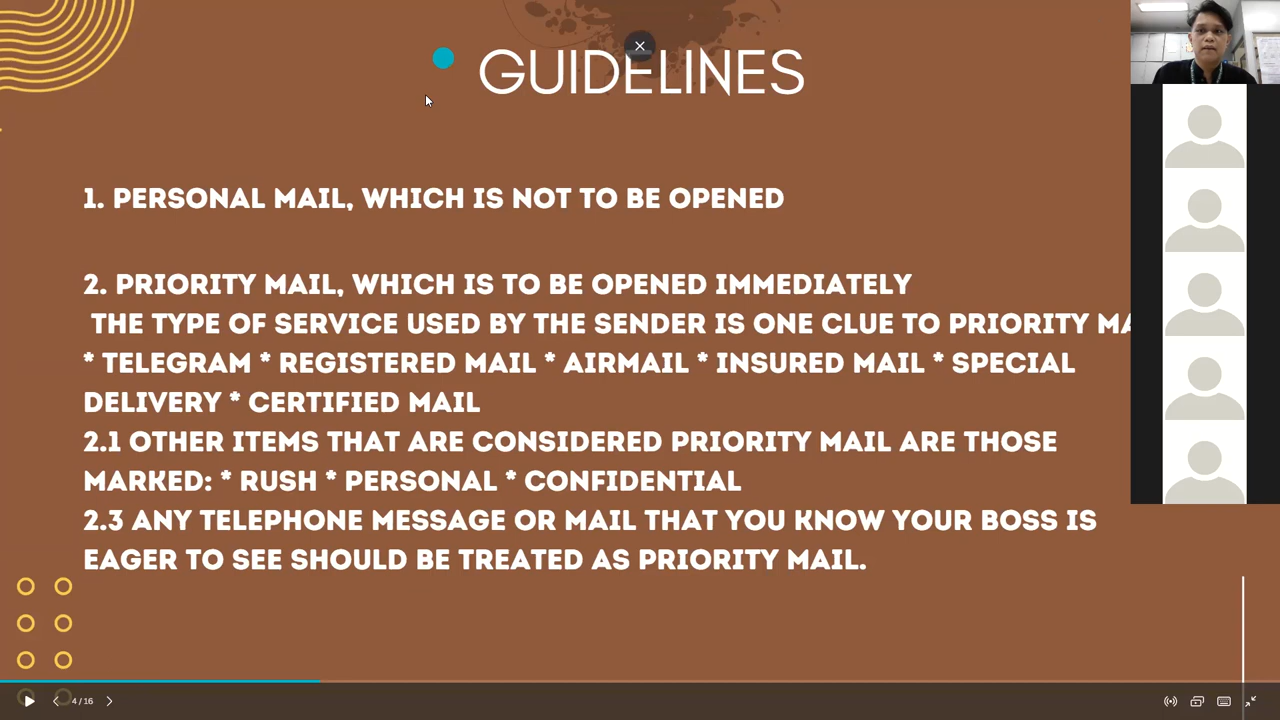 GUIDELINES
1. PERSONAL MAIL, WHICH IS NOT TO BE OPENED
2. PRIORITY MAIL, WHICH IS TO BE OPENED IMMEDIATELY
THE TYPE OF SERVICE USED BY THE SENDER IS ONE CLUE TO PRIORITY
* TELEGRAM * REGISTERED MAIL * AIRMAIL * INSURED MAIL * SPECIAL
DELIVERY * CERTIFIED MAIL
2.1 OTHER ITEMS THAT ARE CONSIDERED PRIORITY MAIL ARE THOSE
MARKED: * RUSH * PERSONAL * CONFIDENTIAL
2.3 ANY TELEPHONE MESSAGE OR MAIL THAT YOU KNOW YOUR BOSS IS
EAGER TO SEE SHOULD BE TREATED AS PRIORITY MAIL.
4 / 16